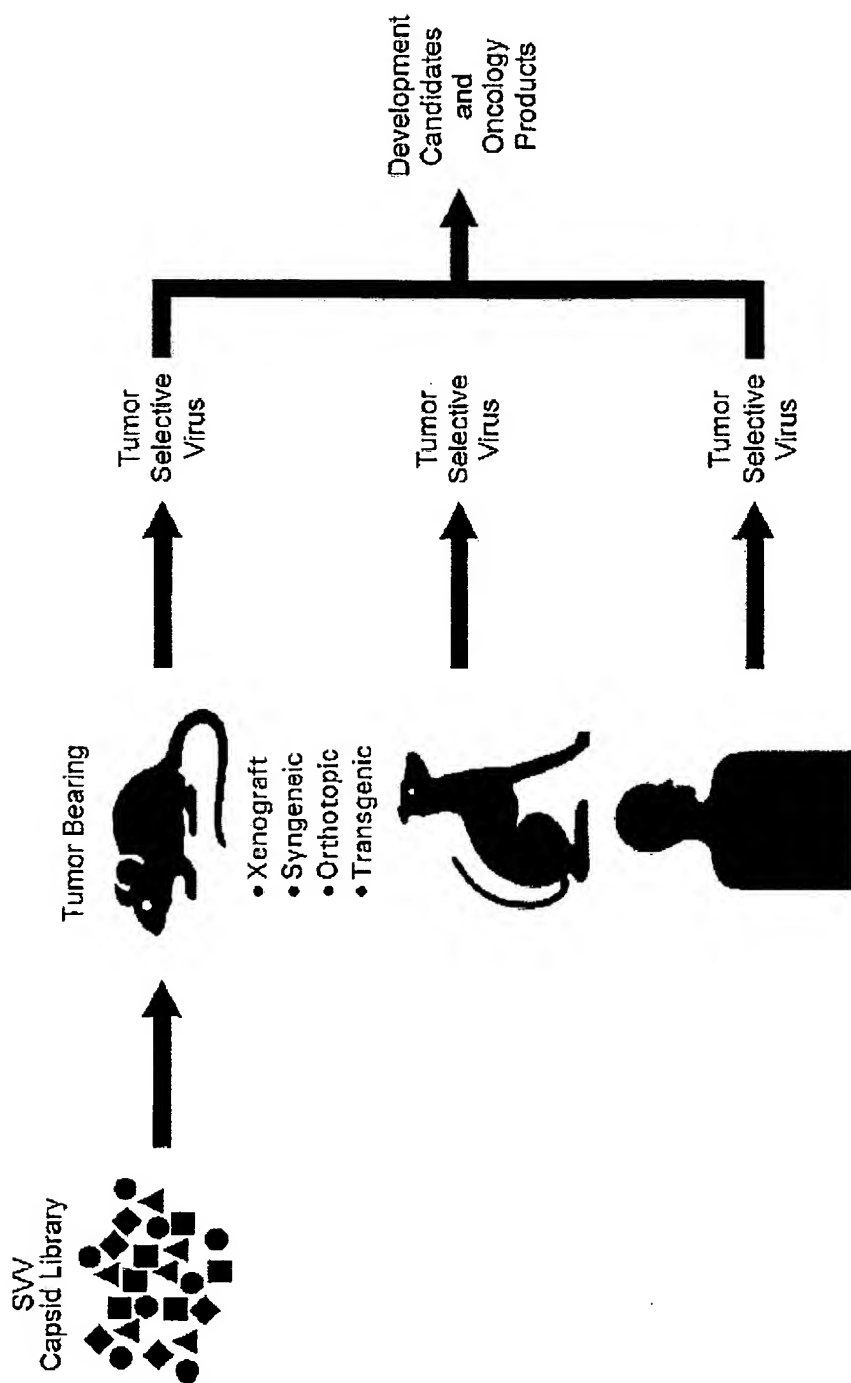 SVV
Capsid Library
Tumor Bearing
• Xenograft
• Syngeneic
• Orthotopic
• Transgenic
Tumor
Selective
Virus
Tumor
Selective
Virus
Tumor
Selective
Virus
Development
Candidates
and
Oncology
Products